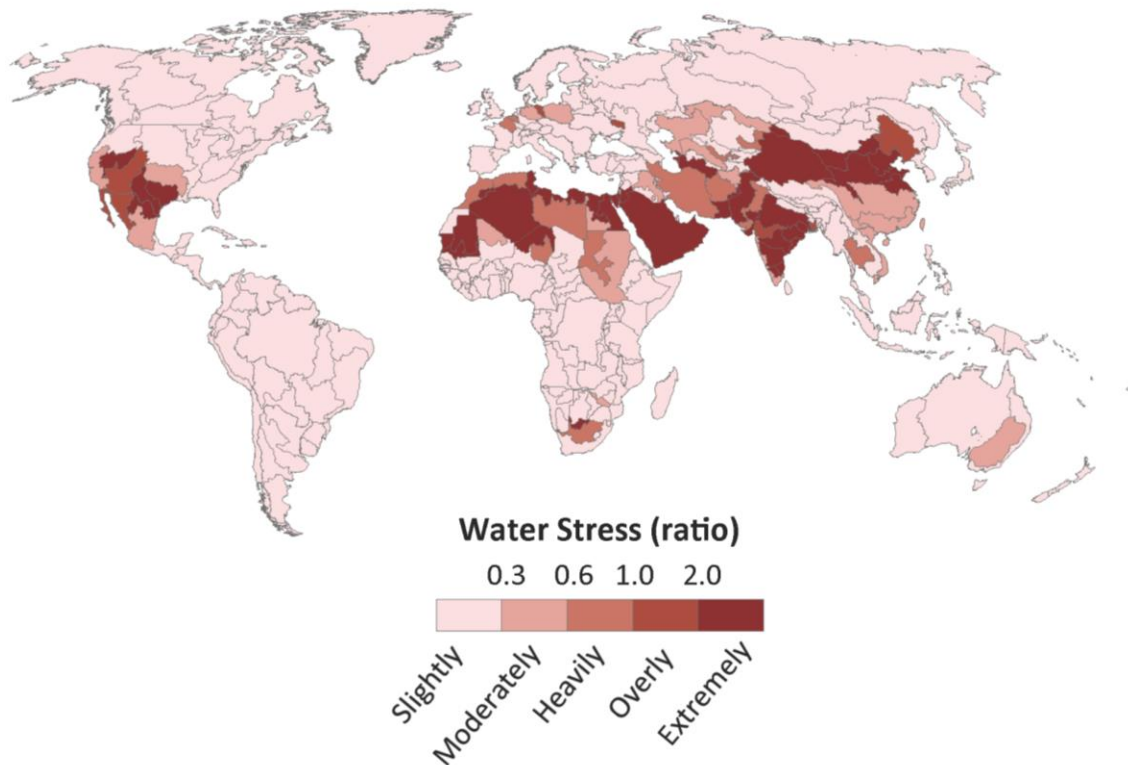 Water Stress (ratio)
0.3 0.6 1.0 2.0
Slightly
Moderately
Heavily
Overly
Extremely